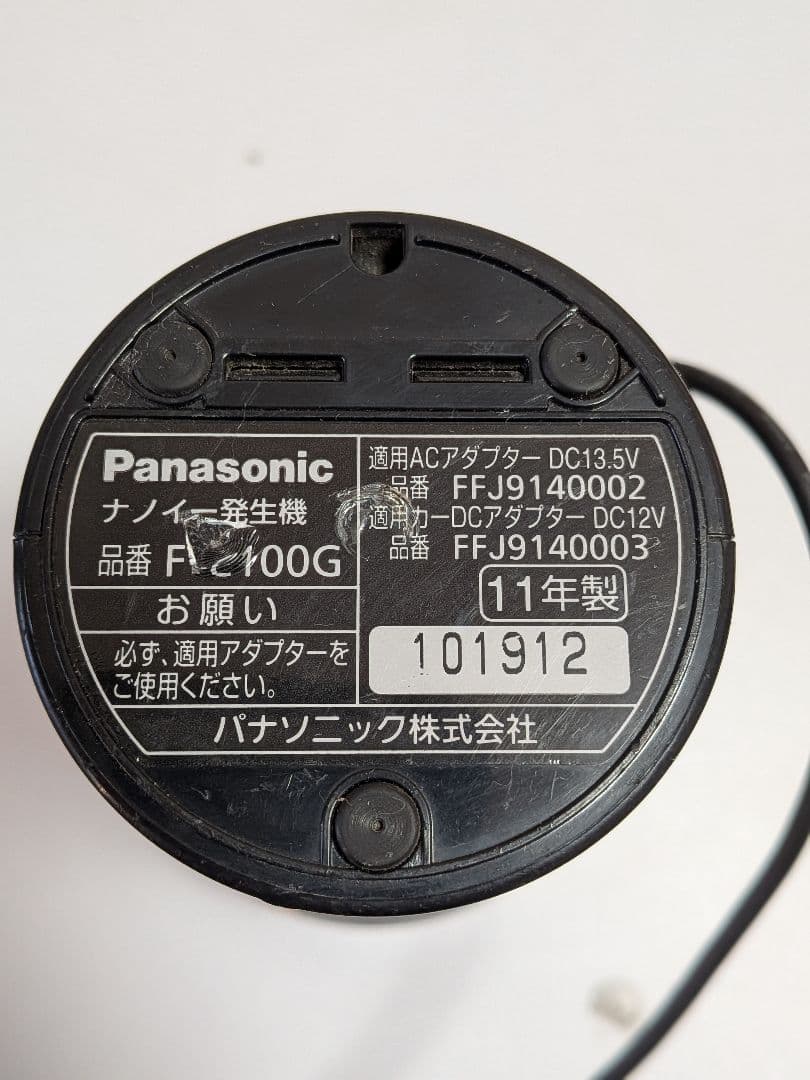 Panasonic
ナノイー発生機
品番
お願い
必ず、適用アダプターを
ご使用ください。
適用ACアダプター DC13.5V
品番 FFJ9140002
適用カーDCアダプター DC12V
品番 FFJ9140003
11年製
101912
パナソニック株式会社